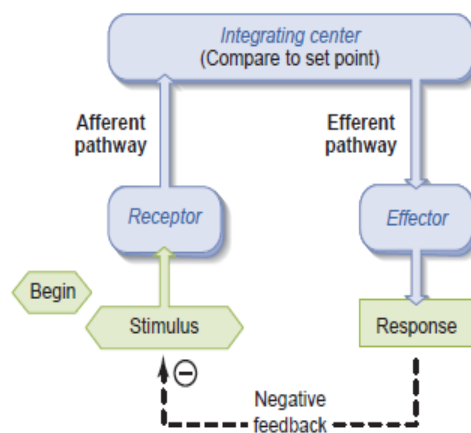 Integrating center
(Compare to set point)
Afferent
pathway
Efferent
pathway
Receptor
Effector
Begin
Stimulus
Response
⊖
Negative
feedback